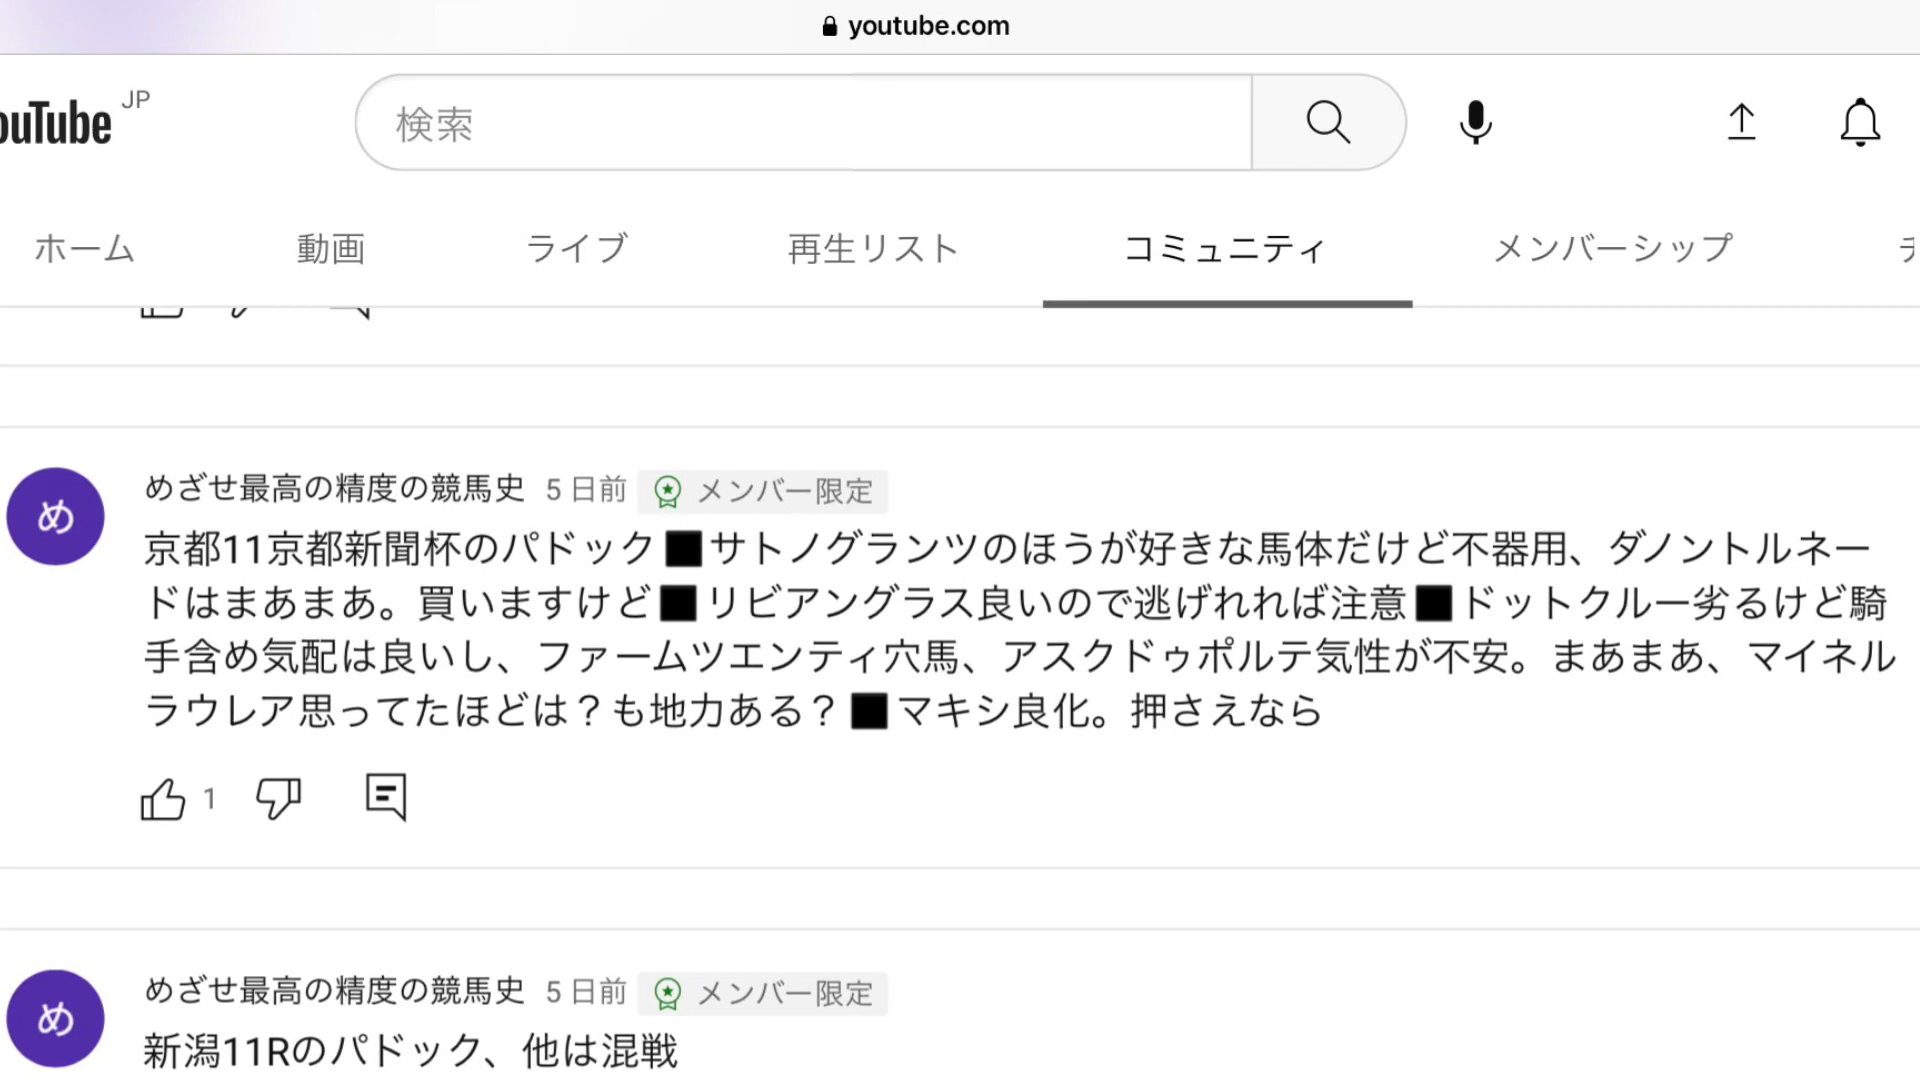 youtube.com
ouTube JP
検索
ホーム 動画 ライブ 再生リスト コミュニティ メンバーシップ
め めざせ最高の精度の競馬史 5 日前 メンバー限定
京都11京都新聞杯のパドック■サトノグランツのほうが好きな馬体だけど不器用、ダノントルネー
ドはまあまあ。買いますけど■リビアングラス良いので逃げれれば注意■ドットクルー劣るけど騎
手含め気配は良いし、ファームツエンティ穴馬、アスクドゥポルテ気性が不安。まあまあ、マイネル
ラウレア思ってたほどは？も地力ある？■マキシ良化。押さえなら
1
め めざせ最高の精度の競馬史 5 日前 メンバー限定
新潟11Rのパドック、他は混戦